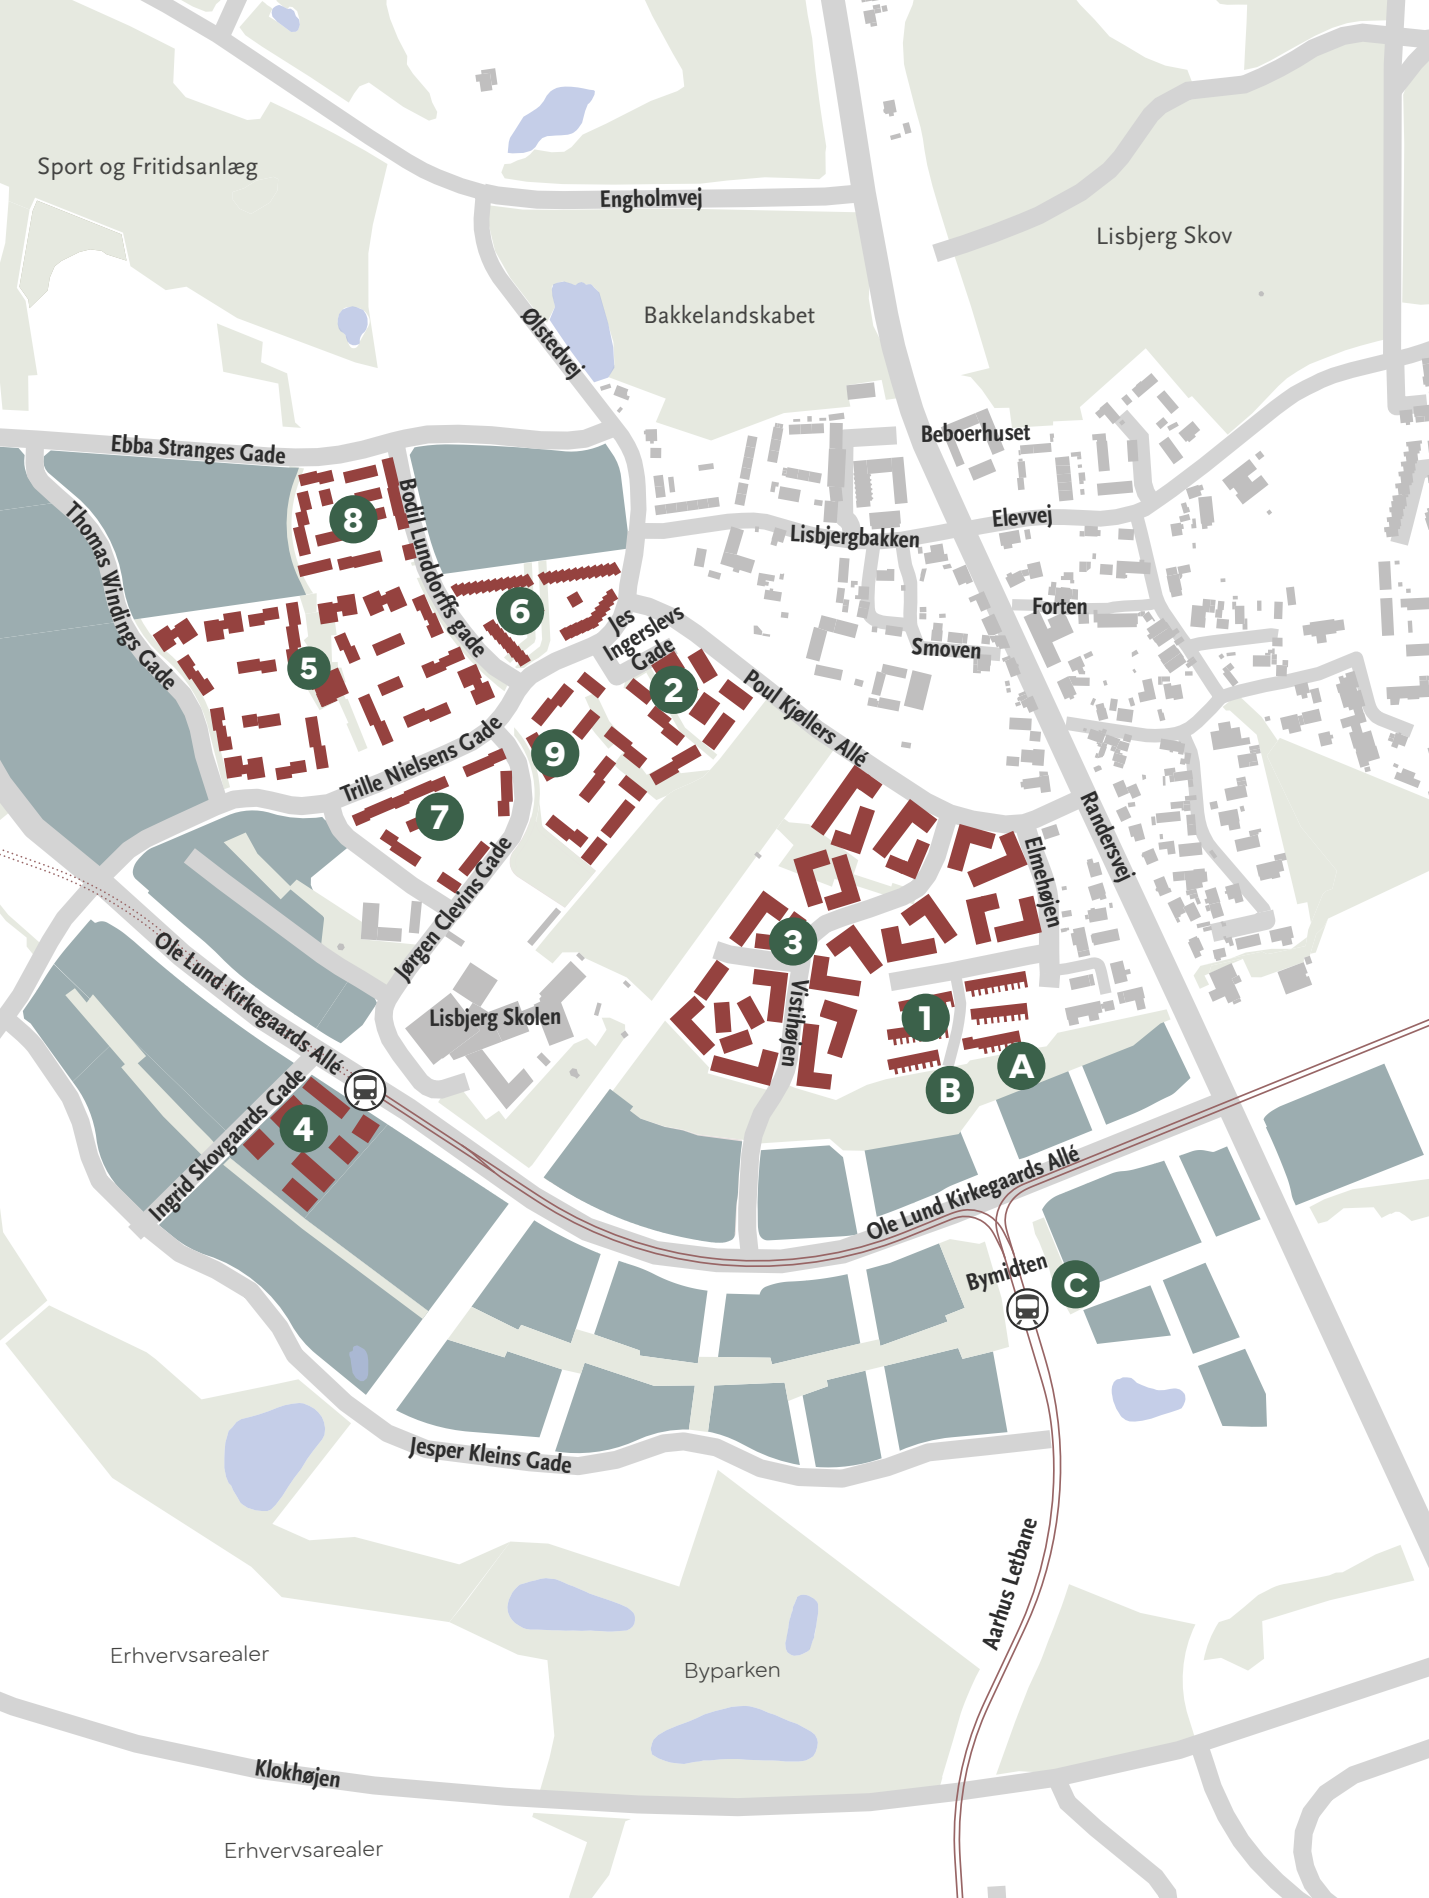 Sport og Fritidsanlæg
Engholmvej
Lisbjerg Skov
Bakkelandskabet
Ølstedvej
Beboerhuset
Ebba Stranges Gade
Bodil Lunddorffs gade
Thomas Windings Gade
8
Elevvej
Lisbjergbakken
6
Forten
Jes
Ingerslevs
Gade
Smoven
5
2
Poul Kjøllers Allé
Trille Nielsens Gade
9
7
Randersvej
Elmehøjen
Jørgen Clevins Gade
3
Ole Lund Kirkegaards Allé
Visthøjen
Lisbjerg Skolen
1
A
B
Ingrid Skovgaards Gade
4
Ole Lund Kirkegaards Allé
Bymidten
C
Jesper Kleins Gade
Aarhus Letbane
Erhvervsarealer
Byparken
Klokhøjen
Erhvervsarealer